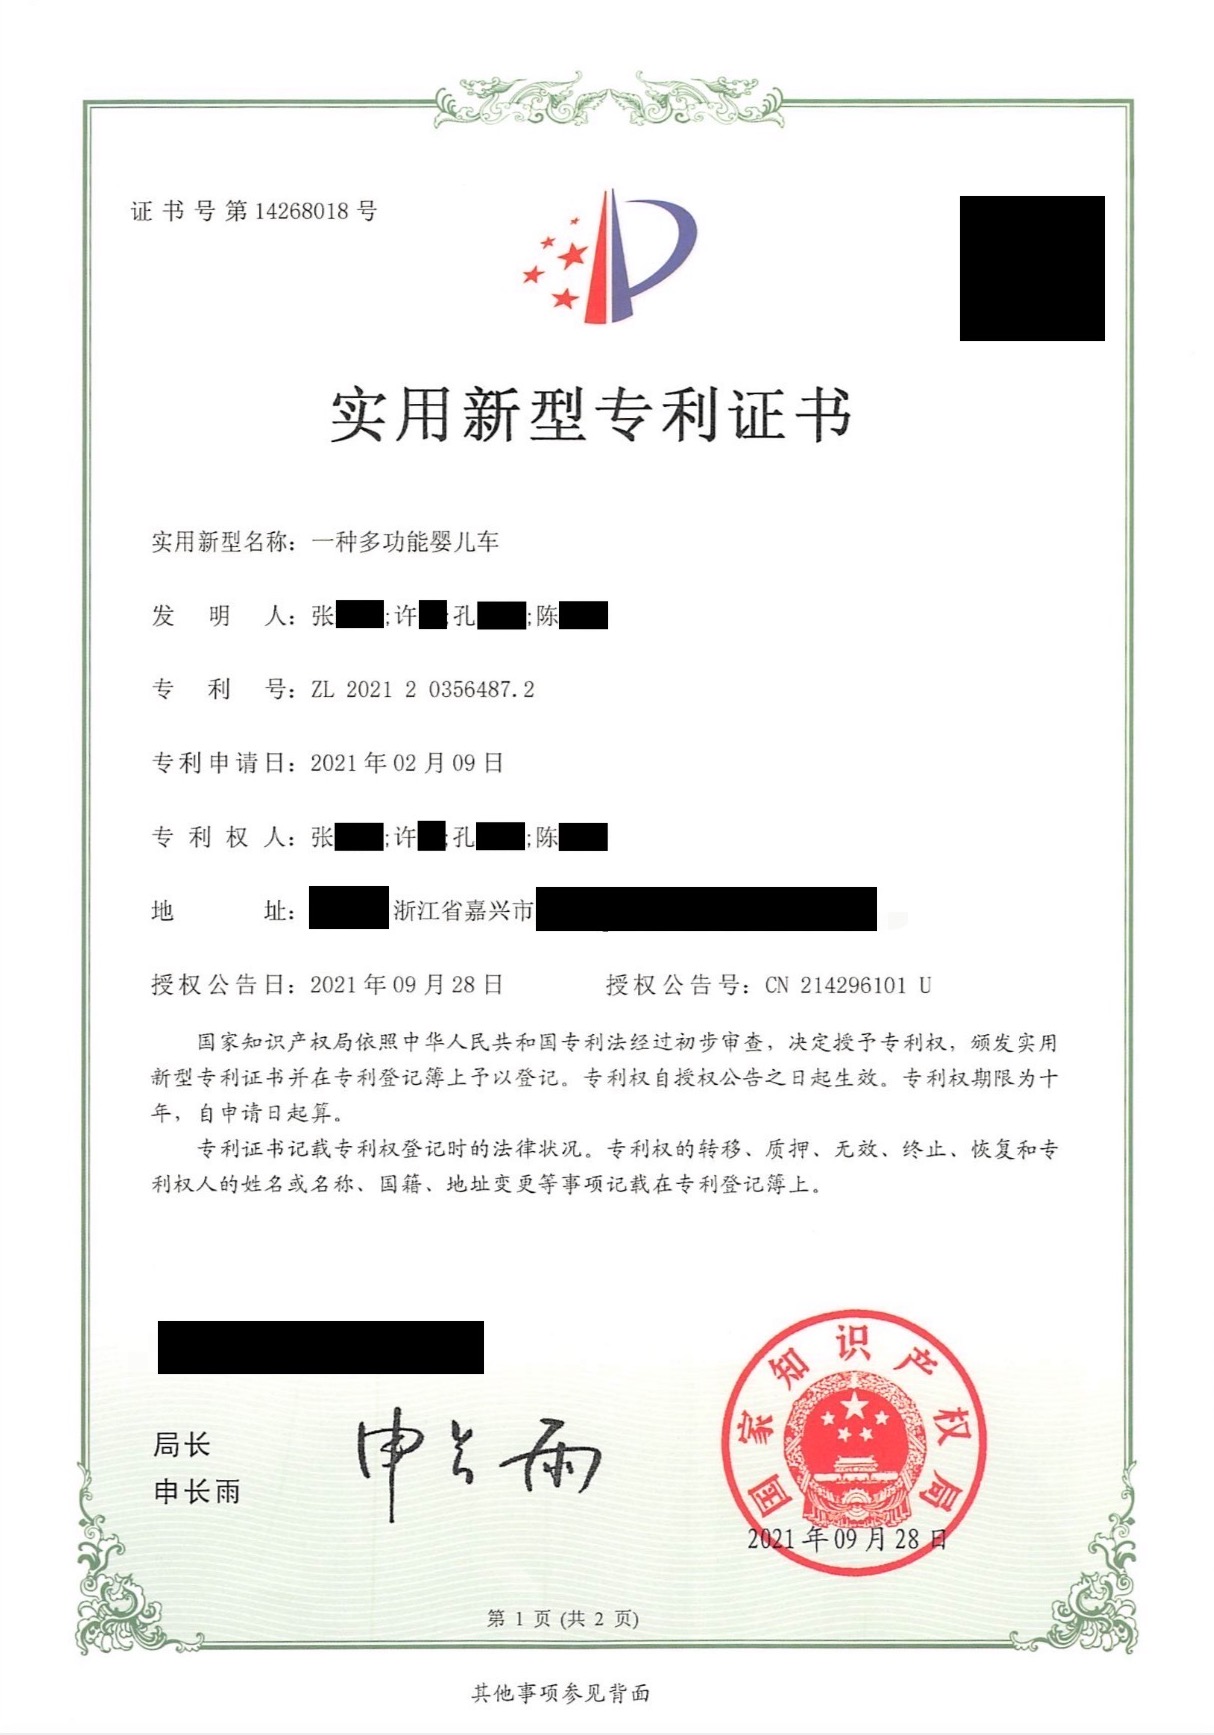 证书号第14268018号
实用新型专利证书
实用新型名称：一种多功能婴儿车
发明人：张;许;孔;陈
专利号：ZL 2021 2 0356487.2
专利申请日：2021年02月09日
专利权人：张;许;孔;陈
地址：浙江省嘉兴市
授权公告日：2021年09月28日 授权公告号：CN 214296101 U
国家知识产权局依照中华人民共和国专利法经过初步审查，决定授予专利权，颁发实用
新型专利证书并在专利登记簿上予以登记。专利权自授权公告之日起生效。专利权期限为十
年，自申请日起算。
专利证书记载专利权登记时的法律状况。专利权的转移、质押、无效、终止、恢复和专
利权人的姓名或名称、国籍、地址变更等事项记载在专利登记簿上。
局长
申长雨
申长雨
国家知识产权局
2021年09月28日
第 1 页 (共 2 页)
其他事项参见背面